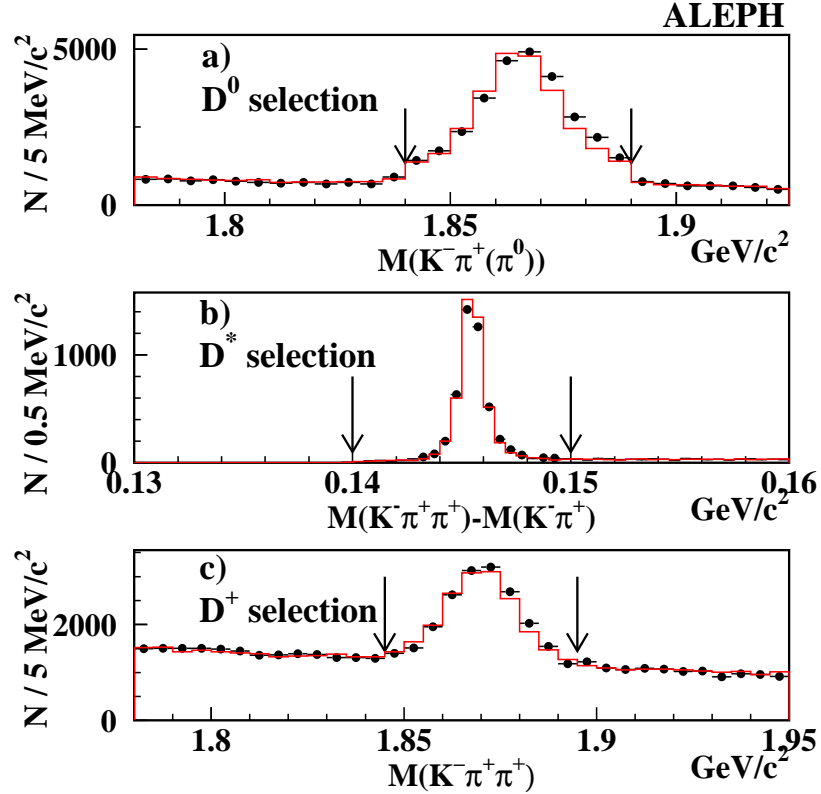 ALEPH
a)
D⁰ selection
N / 5 MeV/c²
5000
0
1.8
1.85
1.9
M(K⁻π⁺(π⁰))
GeV/c²
b)
D* selection
N / 0.5 MeV/c²
1000
0
0.13
0.14
0.15
0.16
M(K⁻π⁺π⁺)-M(K⁻π⁺)
GeV/c²
c)
D⁺ selection
N / 5 MeV/c²
2000
0
1.8
1.85
1.9
1.95
M(K⁻π⁺π⁺)
GeV/c²